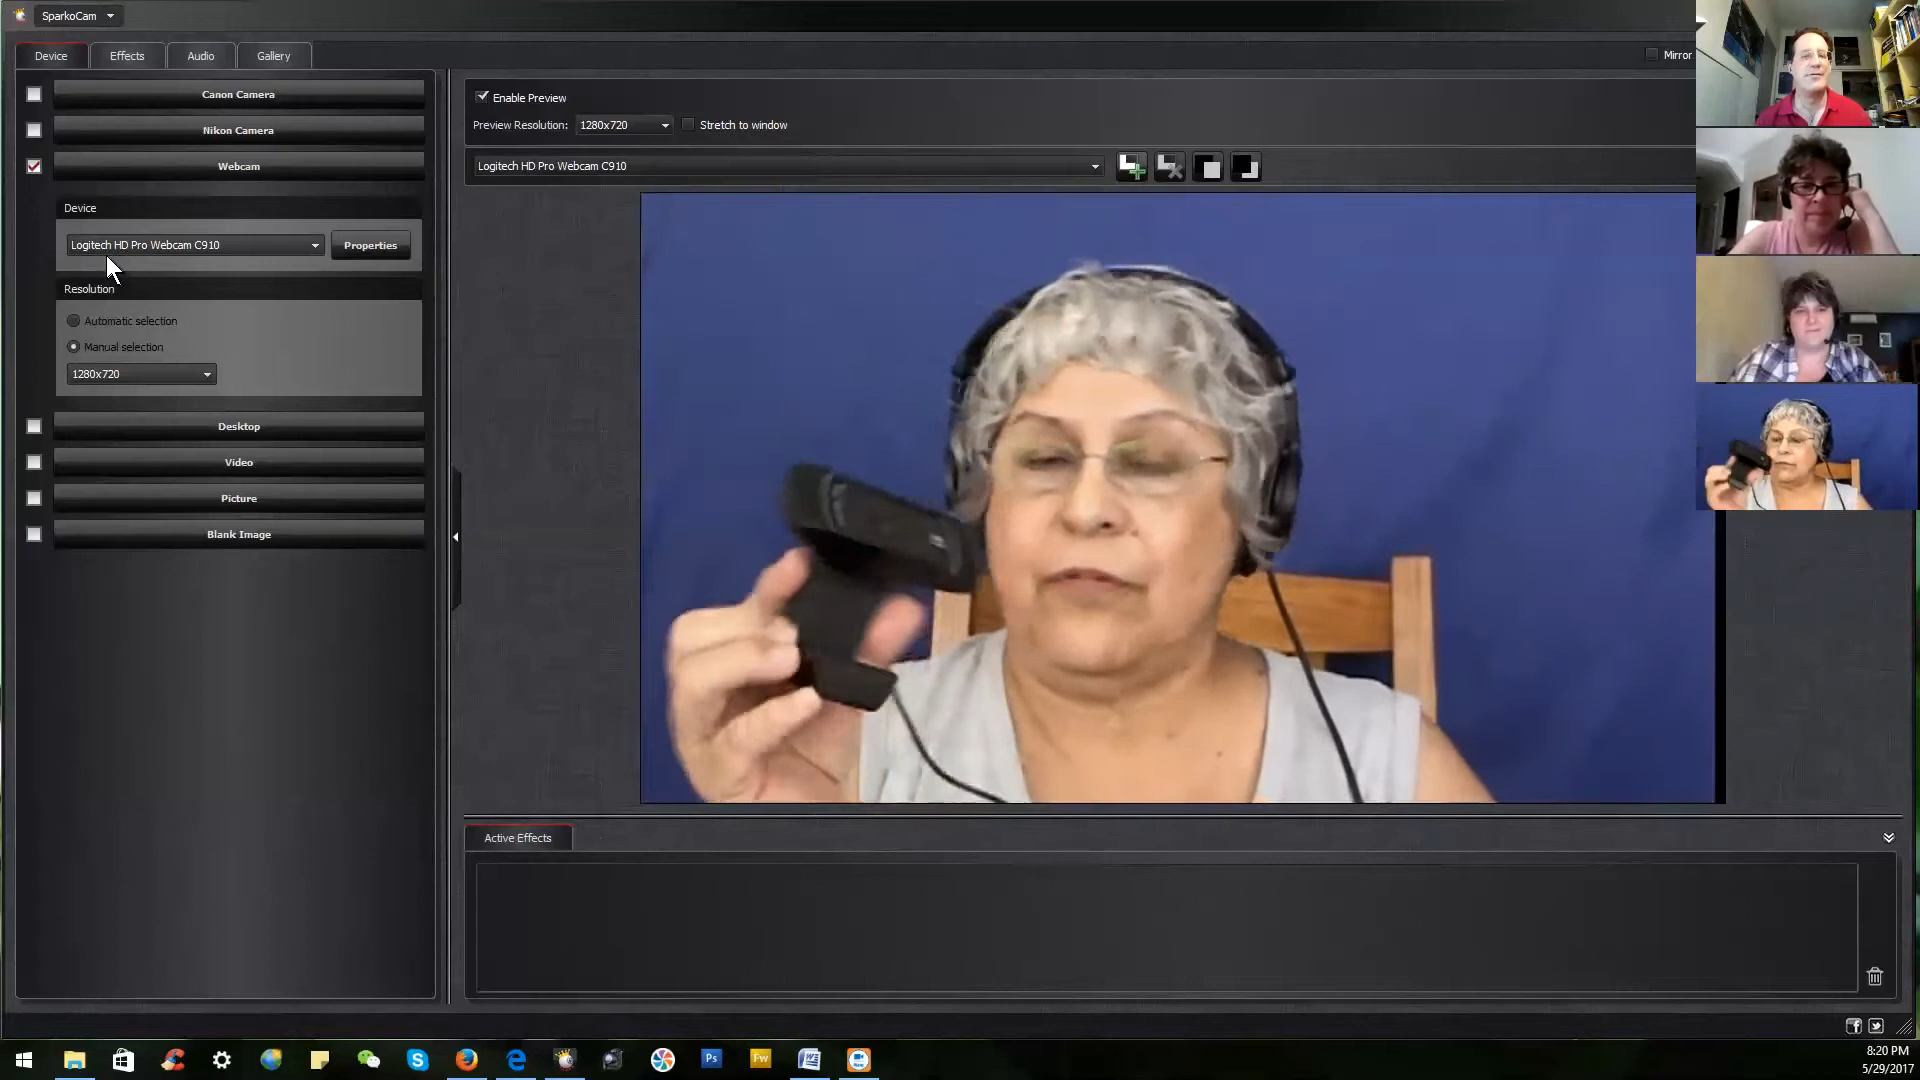 SparkoCam
Device
Effects
Audio
Gallery
Mirror
Canon Camera
Nikon Camera
Webcam
Device
Logitech HD Pro Webcam C910
Properties
Resolution
Automatic selection
Manual selection
1280x720
Desktop
Video
Picture
Blank Image
Enable Preview
Preview Resolution: 1280x720 Stretch to window
Logitech HD Pro Webcam C910
Active Effects
Ps
Fw
8:20 PM
5/29/2017